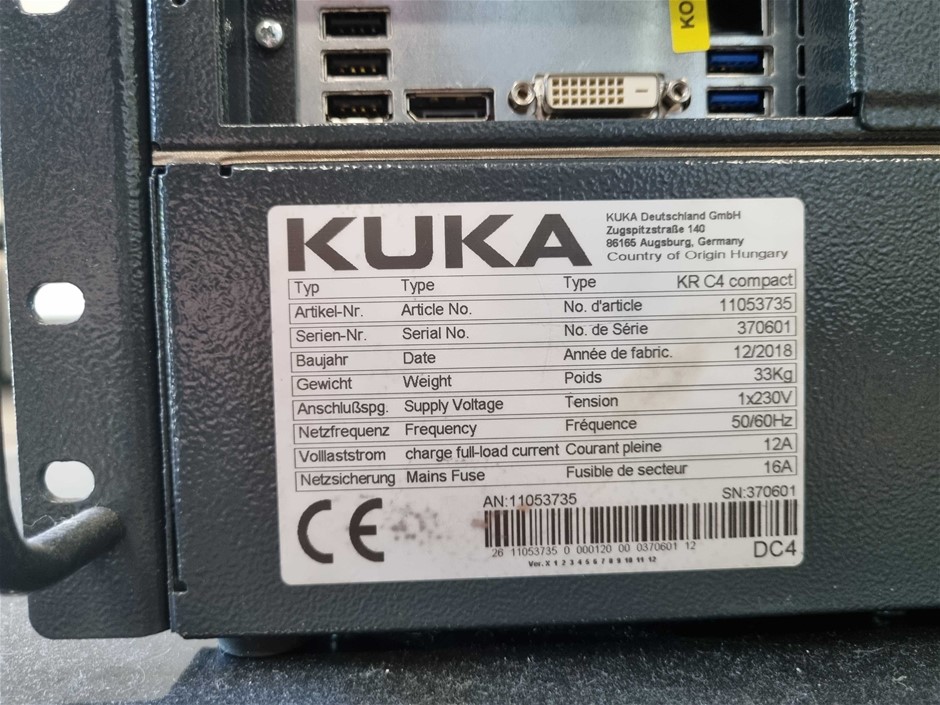 KO
KUKA
KUKA Deutschland GmbH
Zugspitzstraße 140
86165 Augsburg, Germany
Country of Origin Hungary
Typ Type Type KR C4 compact
Artikel-Nr. Article No. No. d'article 11053735
Serien-Nr. Serial No. No. de Série 370601
Baujahr Date Année de fabric. 12/2018
Gewicht Weight Poids 33Kg
Anschlußspg. Supply Voltage Tension 1x230V
Netzfrequenz Frequency Fréquence 50/60Hz
Volllaststrom charge full-load current Courant pleine 12A
Netzsicherung Mains Fuse Fusible de secteur 16A
CE
AN:11053735 SN:370601
26 11053735 0 000120 00 0370601 12
DC4
Ver. X 1 2 3 4 5 6 7 8 9 10 11 12